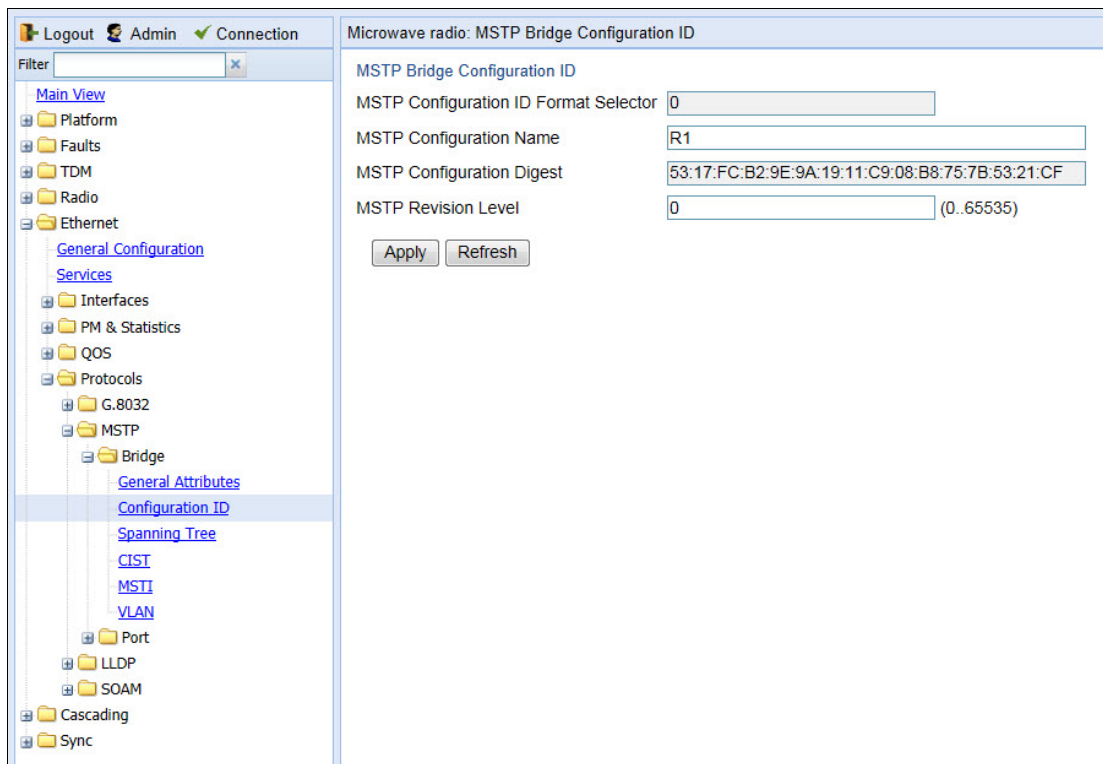 Logout Admin Connection
Filter
Main View
Platform
Faults
TDM
Radio
Ethernet
General Configuration
Services
Interfaces
PM & Statistics
QOS
Protocols
G.8032
MSTP
Bridge
General Attributes
Configuration ID
Spanning Tree
CIST
MSTI
VLAN
Port
LLDP
SOAM
Cascading
Sync
Microwave radio: MSTP Bridge Configuration ID
MSTP Bridge Configuration ID
MSTP Configuration ID Format Selector 0
MSTP Configuration Name R1
MSTP Configuration Digest 53:17:FC:B2:9E:9A:19:11:C9:08:B8:75:7B:53:21:CF
MSTP Revision Level 0 (0..65535)
Apply Refresh